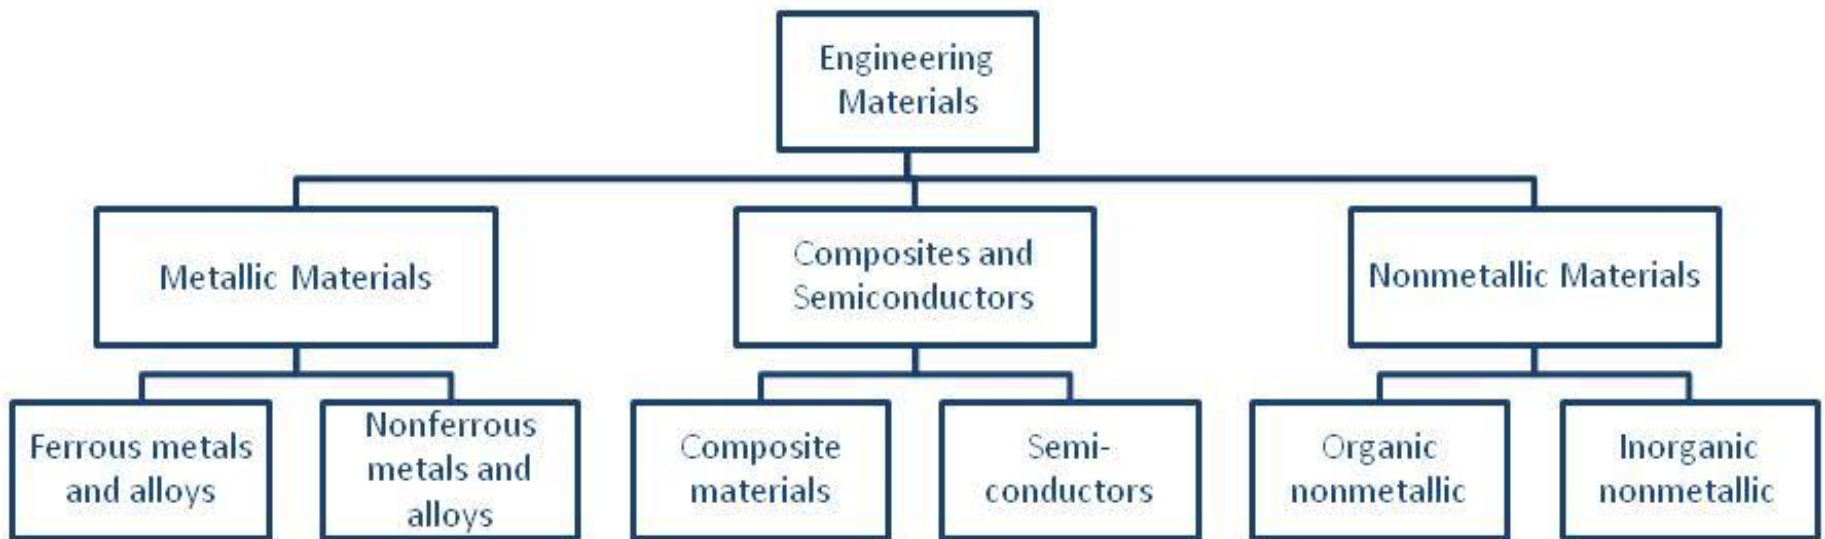 Engineering
Materials
Metallic Materials
Composites and
Semiconductors
Nonmetallic Materials
Ferrous metals
and alloys
Nonferrous
metals and
alloys
Composite
materials
Semi-
conductors
Organic
nonmetallic
Inorganic
nonmetallic